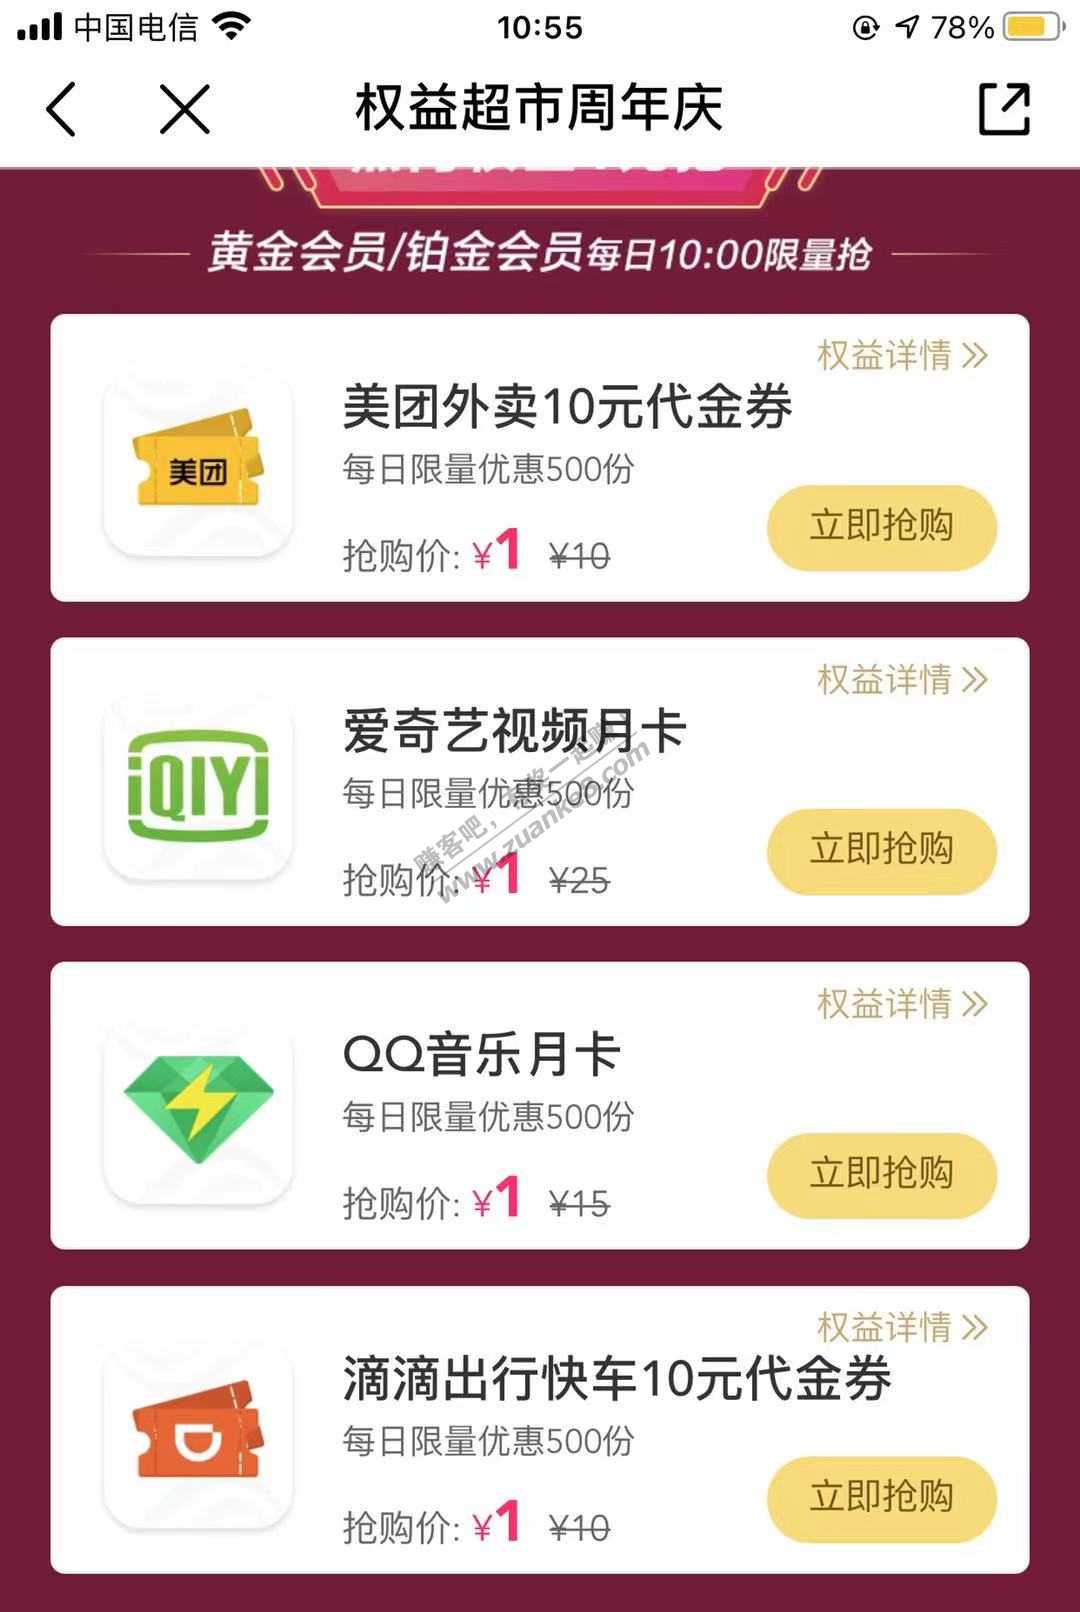 中国电信
10:55
78%
权益超市周年庆
黄金会员/铂金会员每日10:00限量抢
权益详情
美团
美团外卖10元代金券
每日限量优惠500份
抢购价: ¥1 ¥10
立即抢购
权益详情
iQIYI
爱奇艺视频月卡
每日限量优惠500份
抢购价: ¥1 ¥25
立即抢购
赚客吧，有奖一起赚！
www.zuanke8.com
权益详情
QQ音乐月卡
每日限量优惠500份
抢购价: ¥1 ¥15
立即抢购
权益详情
滴滴出行快车10元代金券
每日限量优惠500份
抢购价: ¥1 ¥10
立即抢购